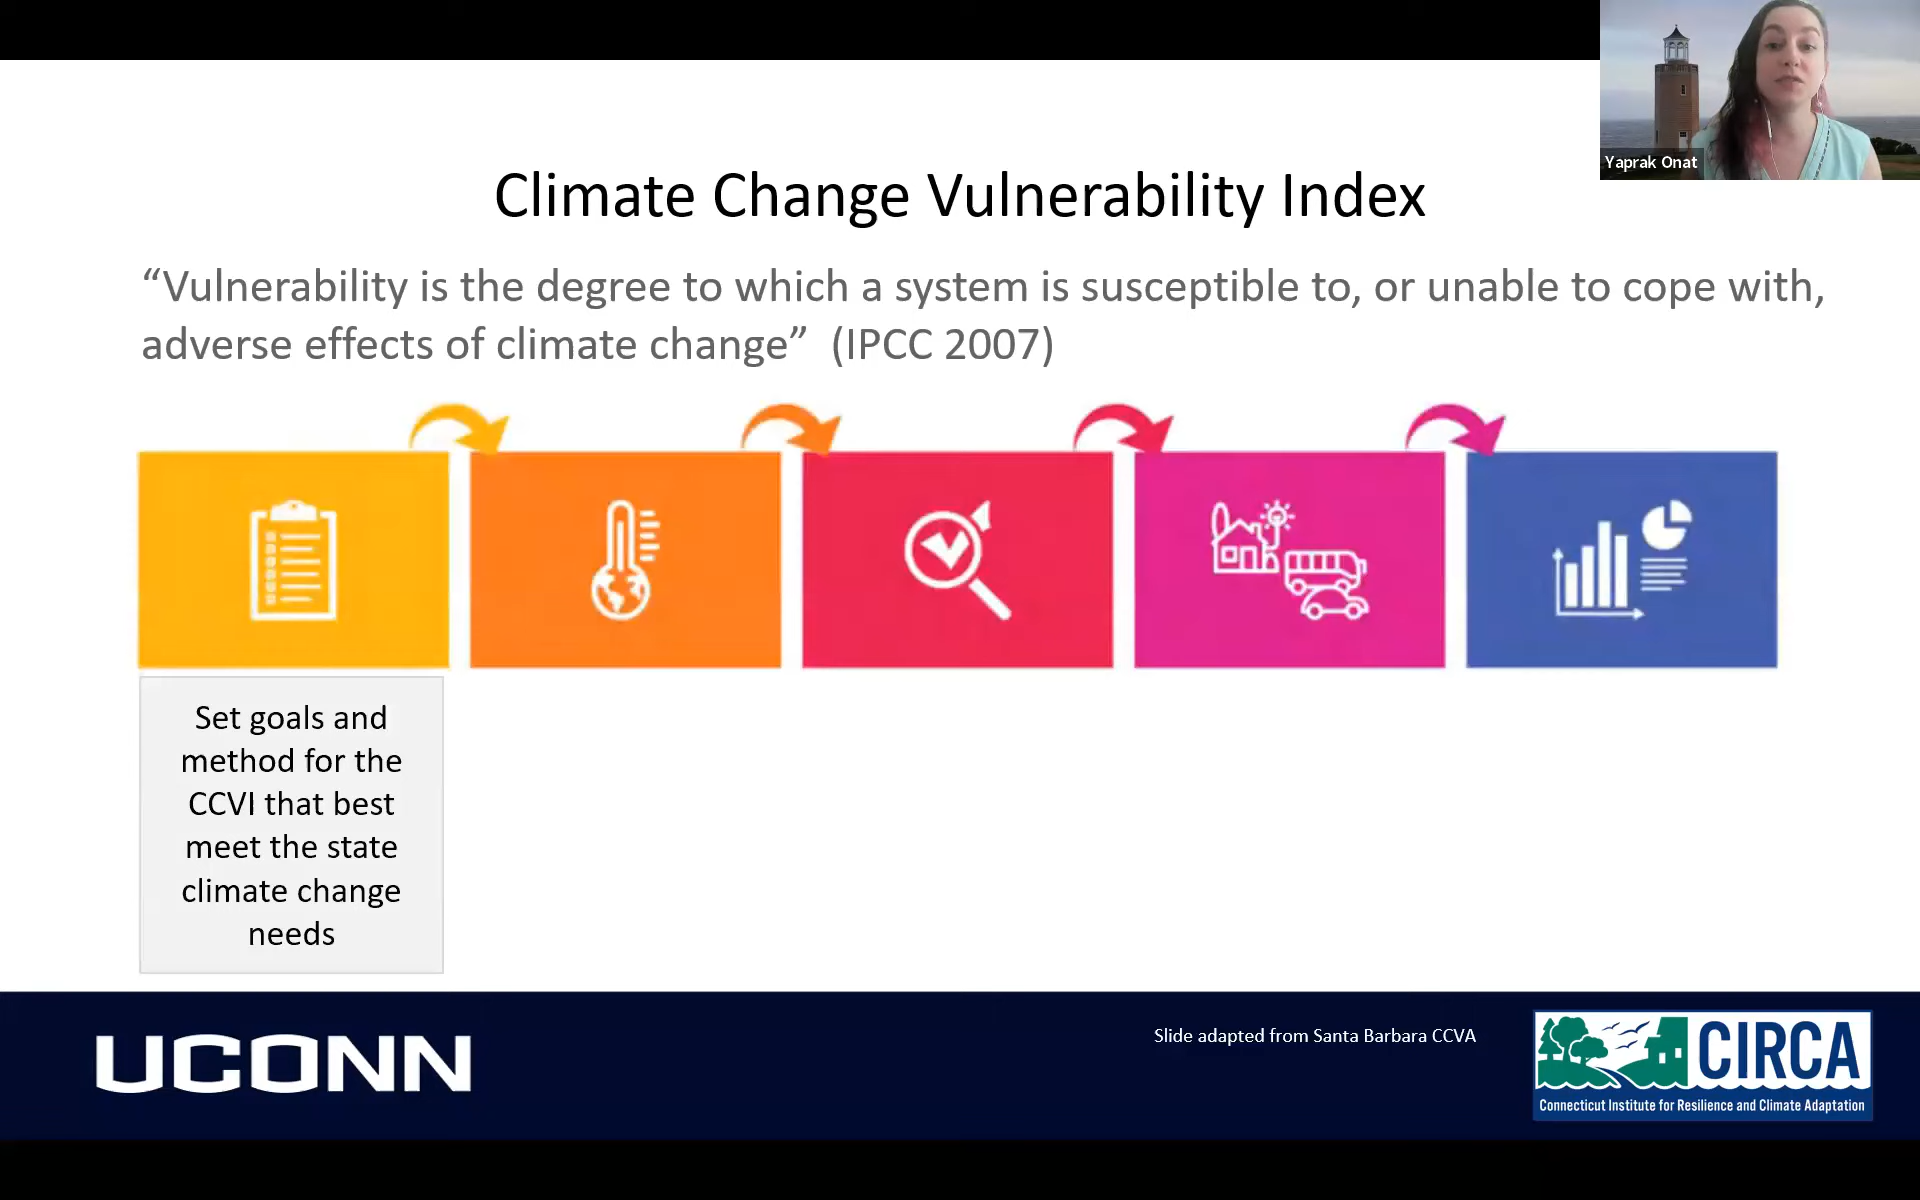 Yaprak Onat
Climate Change Vulnerability Index
“Vulnerability is the degree to which a system is susceptible to, or unable to cope with,
adverse effects of climate change” (IPCC 2007)
Set goals and
method for the
CCVI that best
meet the state
climate change
needs
UCONN
Slide adapted from Santa Barbara CCVA
CIRCA
Connecticut Institute for Resilience and Climate Adaptation